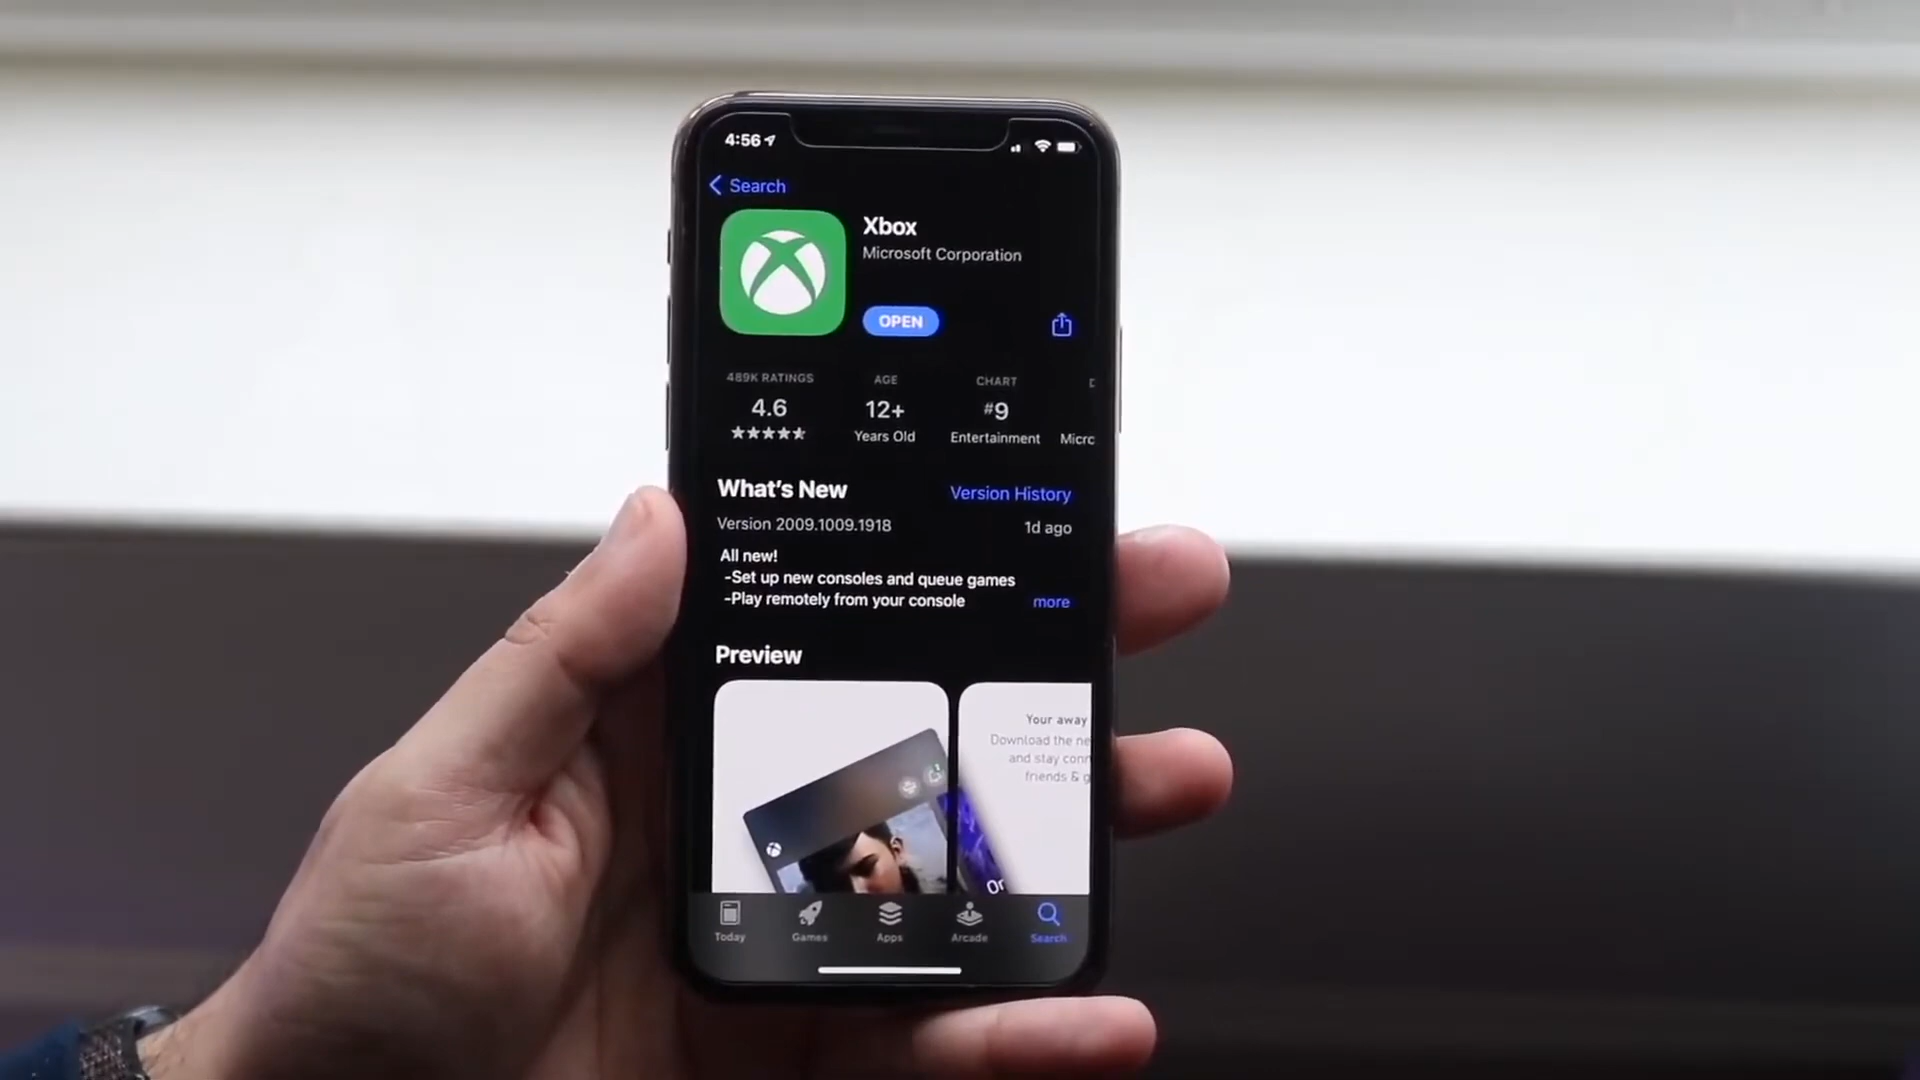 4:56
Search
Xbox
Microsoft Corporation
OPEN
489K RATINGS
4.6
AGE
12+
Years Old
CHART
#9
Entertainment
D
Micro
What's New
Version History
Version 2009.1009.1918
1d ago
All new!
-Set up new consoles and queue games
-Play remotely from your console
more
Preview
Your away
Download the ne
and stay conn
friends & g
Or
Today
Games
Apps
Arcade
Search